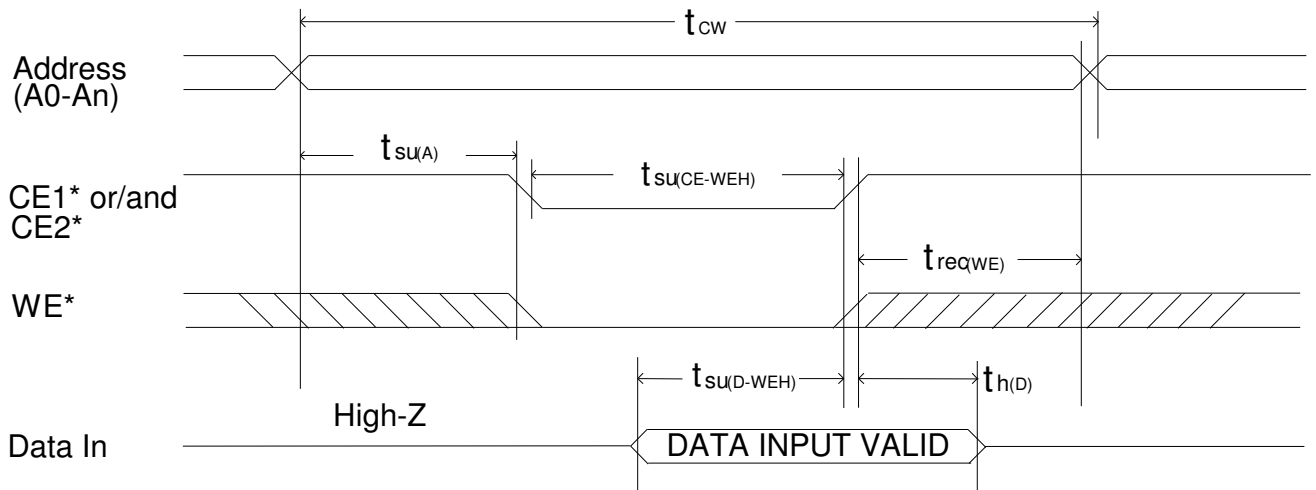 tCW
Address
(A0-An)
tsu(A)
tsu(CE-WEH)
CE1* or/and
CE2*
trec(WE)
WE*
tsu(D-WEH)
th(D)
High-Z
Data In
DATA INPUT VALID